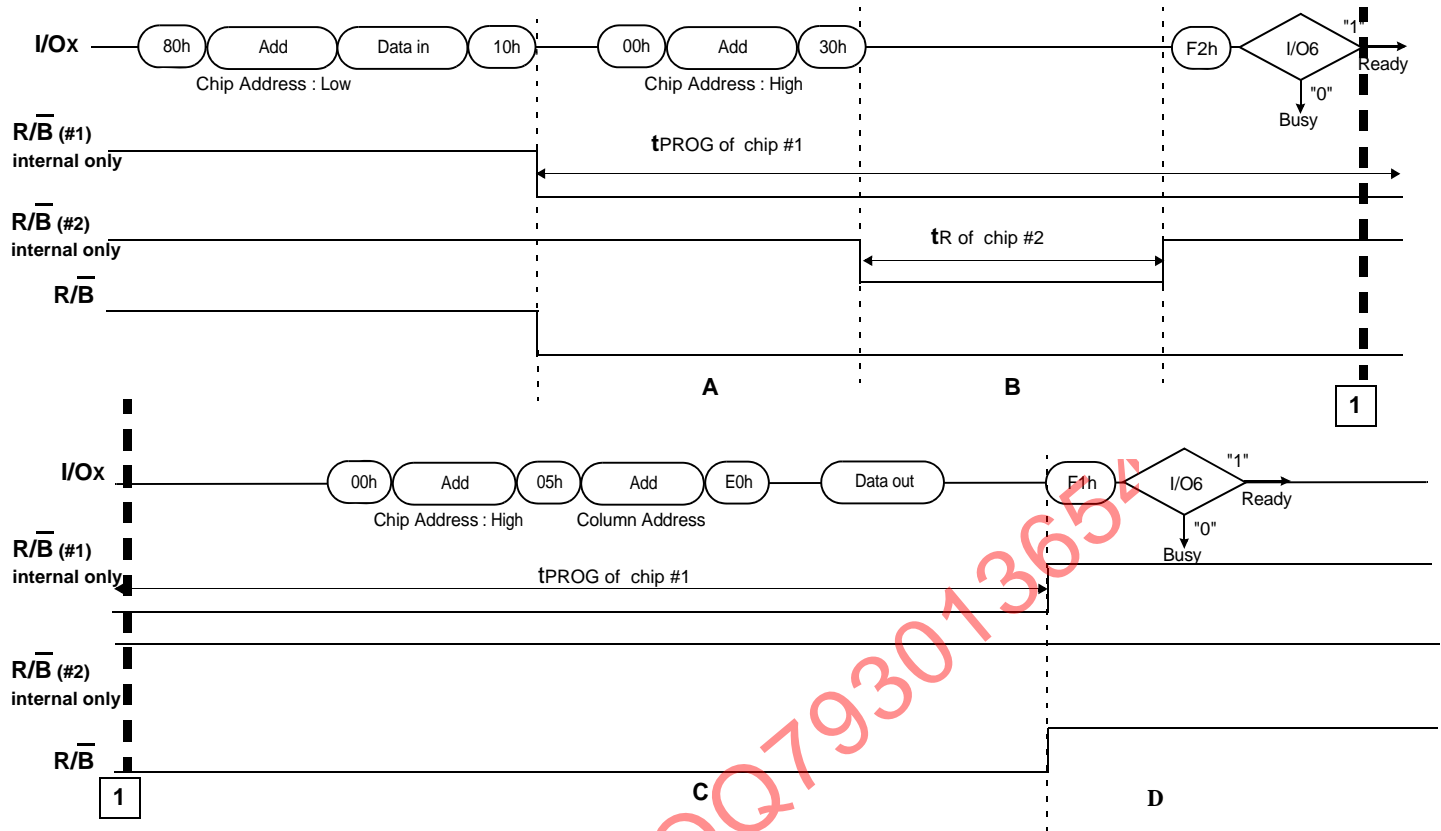 I/Ox 80h Add Data in 10h 00h Add 30h F2h I/O6 "1"
Ready
Chip Address : Low Chip Address : High
"0"
Busy
R/B (#1)
internal only
tPROG of chip #1
R/B (#2)
internal only
tR of chip #2
R/B
A B
1
I/Ox 00h Add 05h Add E0h Data out F1h I/O6 "1"
Ready
Chip Address : High Column Address
"0"
Busy
R/B (#1)
internal only
tPROG of chip #1
R/B (#2)
internal only
R/B
1
C D